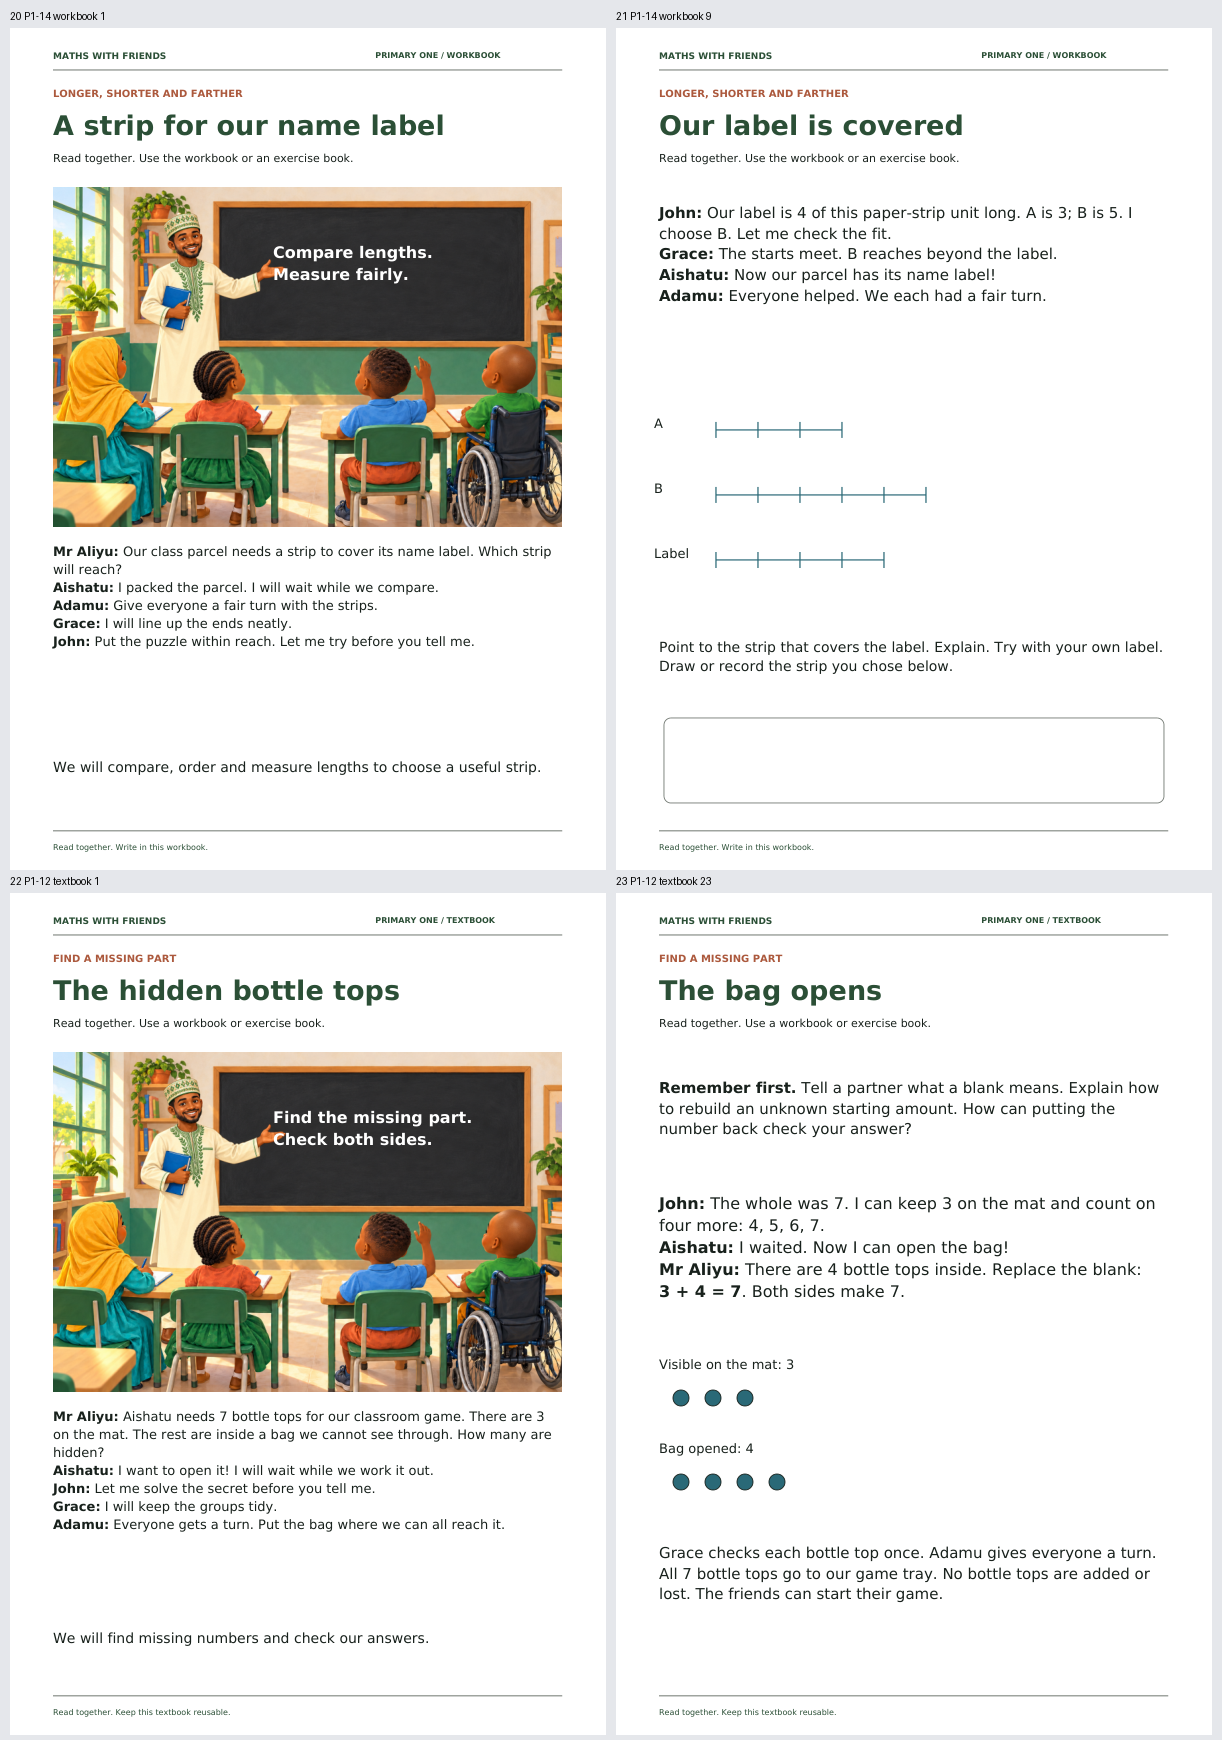 20 P1-14 workbook 1
MATHS WITH FRIENDS
PRIMARY ONE / WORKBOOK
LONGER, SHORTER AND FARTHER
A strip for our name label
Read together. Use the workbook or an exercise book.
Compare lengths.
Measure fairly.
Mr Aliyu: Our class parcel needs a strip to cover its name label. Which strip
will reach?
Aishatu: I packed the parcel. I will wait while we compare.
Adamu: Give everyone a fair turn with the strips.
Grace: I will line up the ends neatly.
John: Put the puzzle within reach. Let me try before you tell me.
We will compare, order and measure lengths to choose a useful strip.
Read together. Write in this workbook.
21 P1-14 workbook 9
MATHS WITH FRIENDS
PRIMARY ONE / WORKBOOK
LONGER, SHORTER AND FARTHER
Our label is covered
Read together. Use the workbook or an exercise book.
John: Our label is 4 of this paper-strip unit long. A is 3; B is 5. I
choose B. Let me check the fit.
Grace: The starts meet. B reaches beyond the label.
Aishatu: Now our parcel has its name label!
Adamu: Everyone helped. We each had a fair turn.
A
B
Label
Point to the strip that covers the label. Explain. Try with your own label.
Draw or record the strip you chose below.
Read together. Write in this workbook.
22 P1-12 textbook 1
MATHS WITH FRIENDS
PRIMARY ONE / TEXTBOOK
FIND A MISSING PART
The hidden bottle tops
Read together. Use a workbook or exercise book.
Find the missing part.
Check both sides.
Mr Aliyu: Aishatu needs 7 bottle tops for our classroom game. There are 3
on the mat. The rest are inside a bag we cannot see through. How many are
hidden?
Aishatu: I want to open it! I will wait while we work it out.
John: Let me solve the secret before you tell me.
Grace: I will keep the groups tidy.
Adamu: Everyone gets a turn. Put the bag where we can all reach it.
We will find missing numbers and check our answers.
Read together. Keep this textbook reusable.
23 P1-12 textbook 23
MATHS WITH FRIENDS
PRIMARY ONE / TEXTBOOK
FIND A MISSING PART
The bag opens
Read together. Use a workbook or exercise book.
Remember first. Tell a partner what a blank means. Explain how
to rebuild an unknown starting amount. How can putting the
number back check your answer?
John: The whole was 7. I can keep 3 on the mat and count on
four more: 4, 5, 6, 7.
Aishatu: I waited. Now I can open the bag!
Mr Aliyu: There are 4 bottle tops inside. Replace the blank:
3 + 4 = 7. Both sides make 7.
Visible on the mat: 3
Bag opened: 4
Grace checks each bottle top once. Adamu gives everyone a turn.
All 7 bottle tops go to our game tray. No bottle tops are added or
lost. The friends can start their game.
Read together. Keep this textbook reusable.